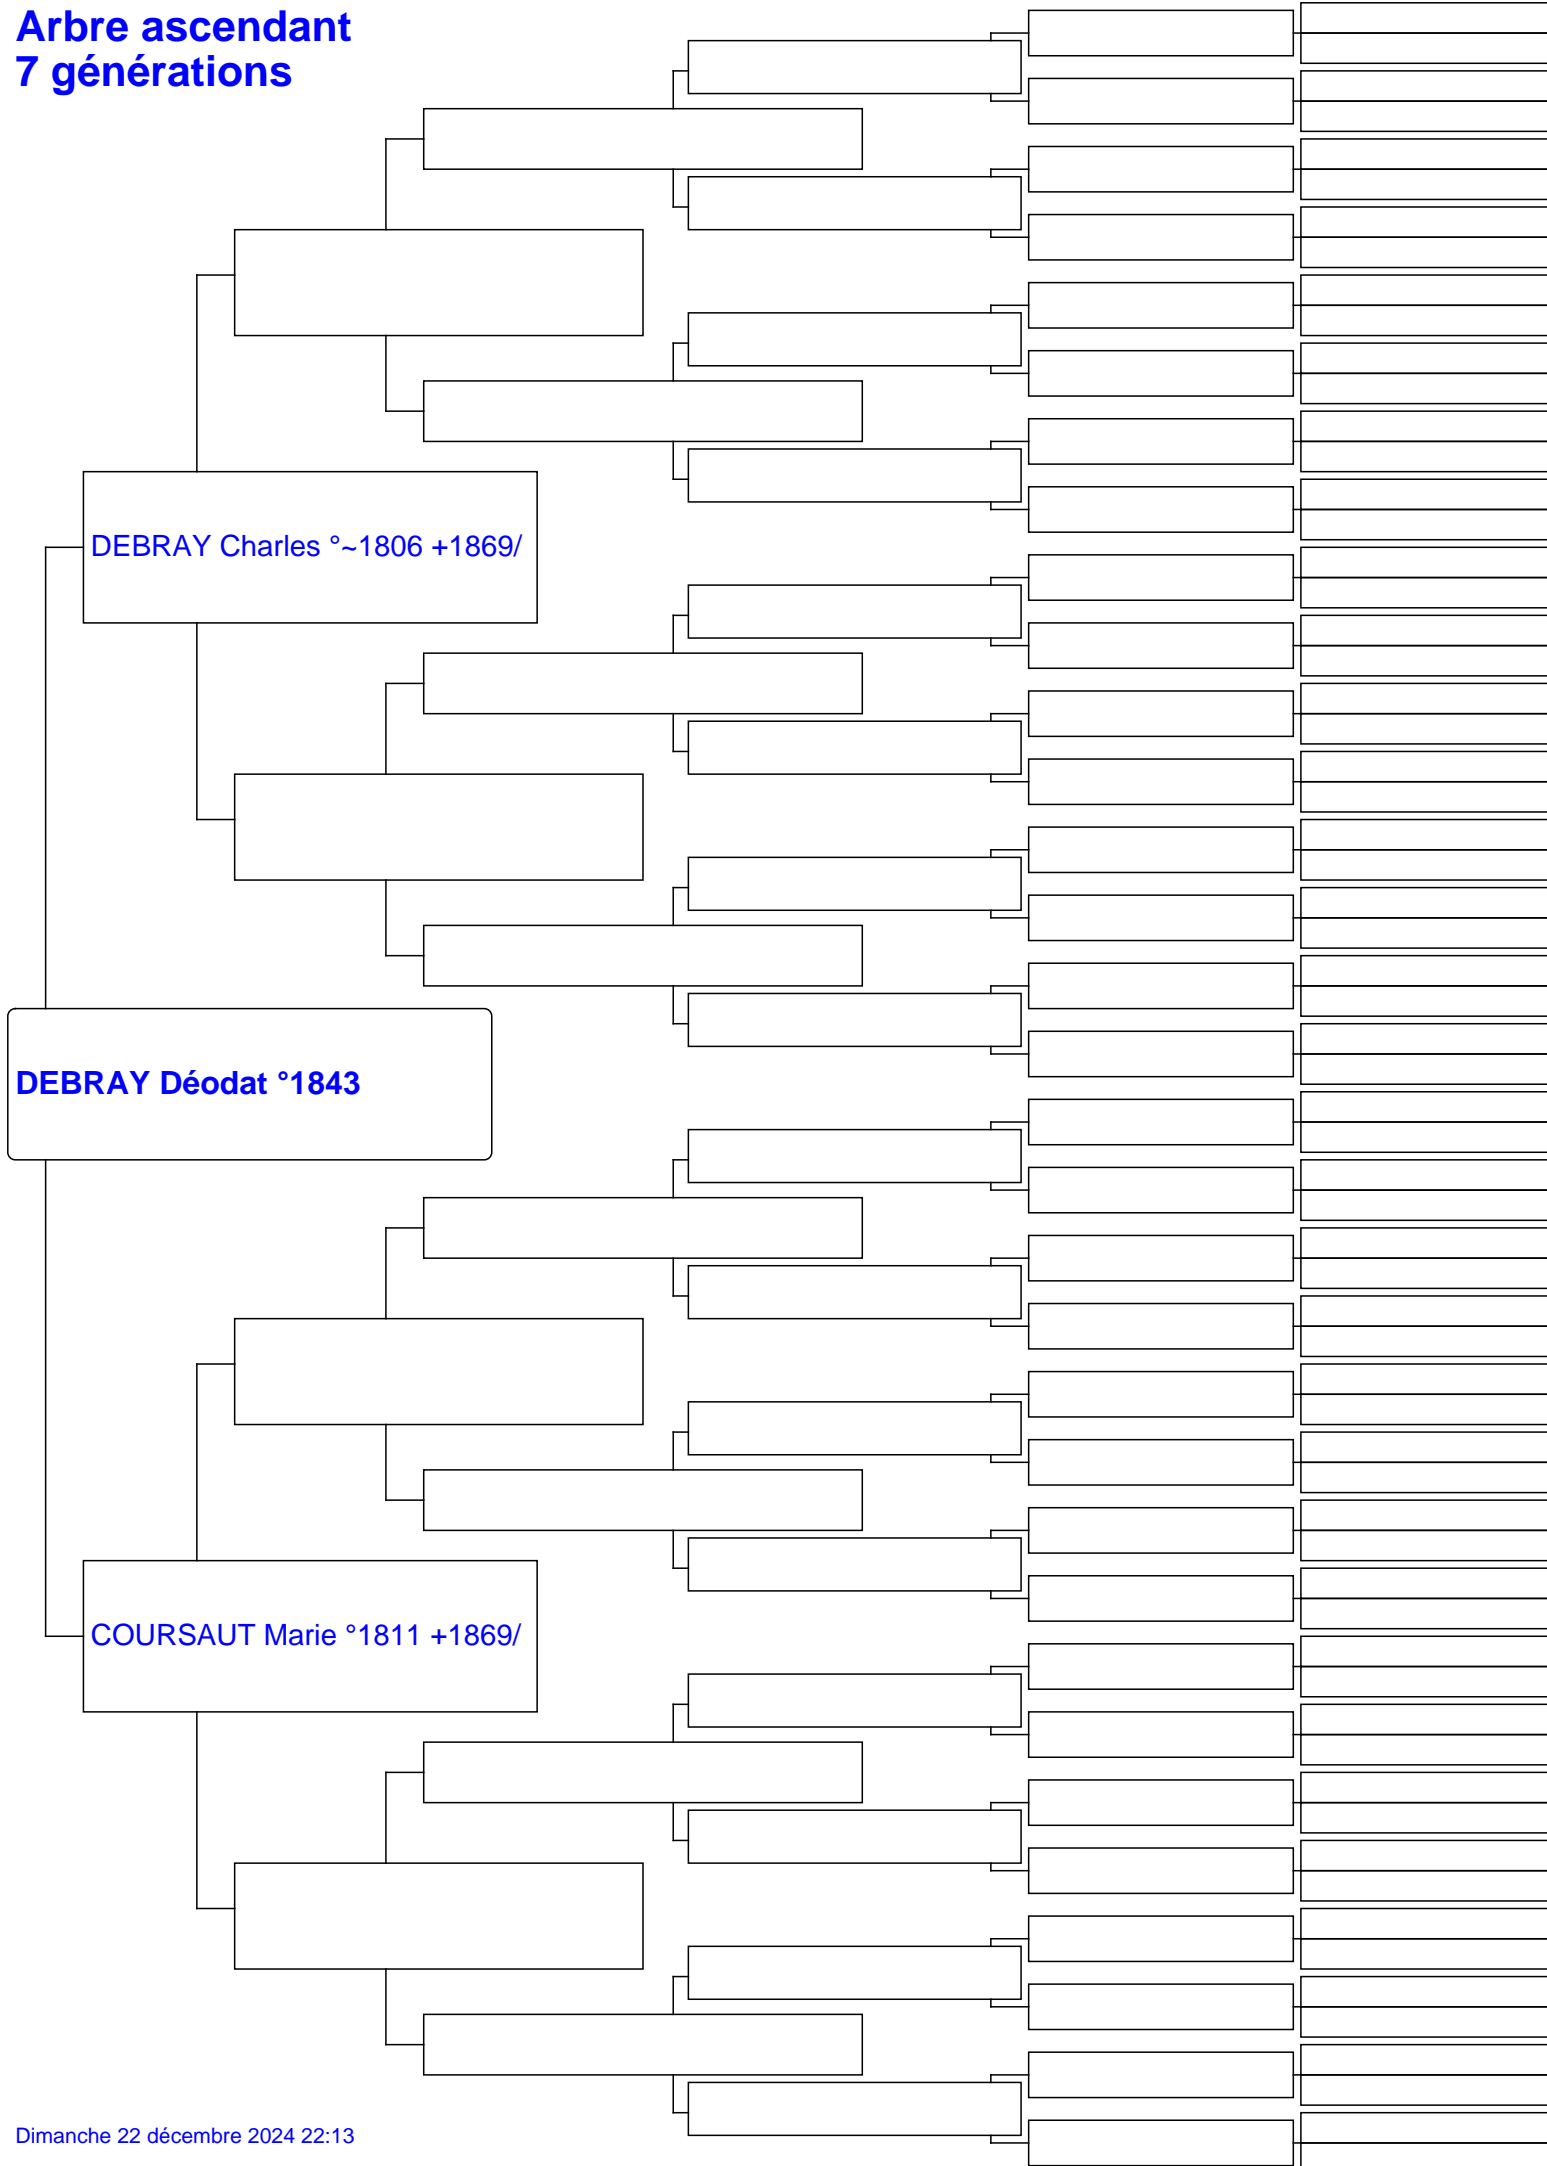 Arbre ascendant
7 générations
DEBRAY Charles °~1806 +1869/
DEBRAY Déodat °1843
COURSAUT Marie °1811 +1869/
Dimanche 22 décembre 2024 22:13